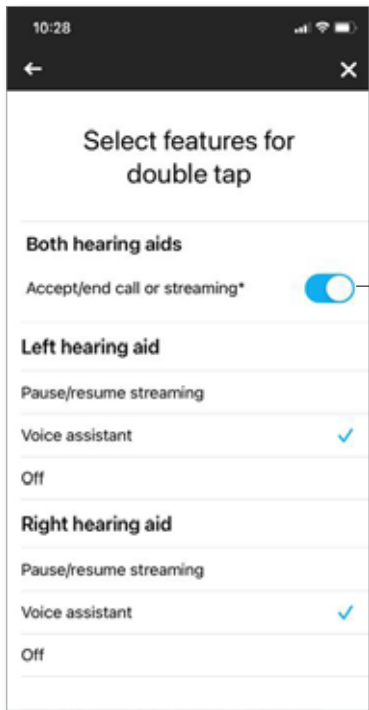 10:28
Select features for
double tap
Both hearing aids
Accept/end call or streaming*
Left hearing aid
Pause/resume streaming
Voice assistant
Off
Right hearing aid
Pause/resume streaming
Voice assistant
Off